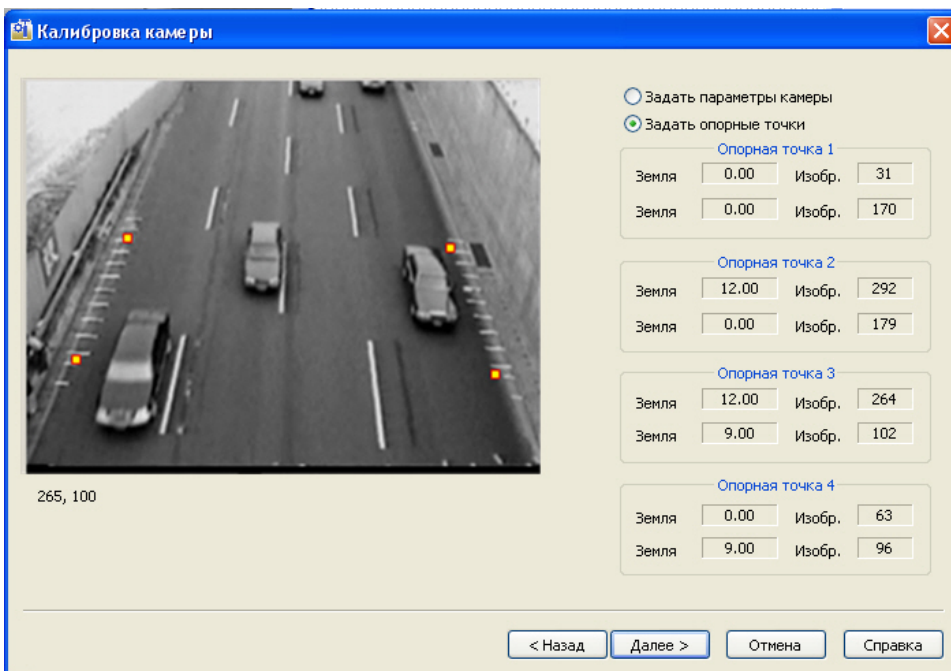 Калибровка камеры
Задать параметры камеры
Задать опорные точки
Опорная точка 1
Земля 0.00 Изобр. 31
Земля 0.00 Изобр. 170
Опорная точка 2
Земля 12.00 Изобр. 292
Земля 0.00 Изобр. 179
Опорная точка 3
Земля 12.00 Изобр. 264
Земля 9.00 Изобр. 102
Опорная точка 4
Земля 0.00 Изобр. 63
Земля 9.00 Изобр. 96
265, 100
< Назад Далее > Отмена Справка